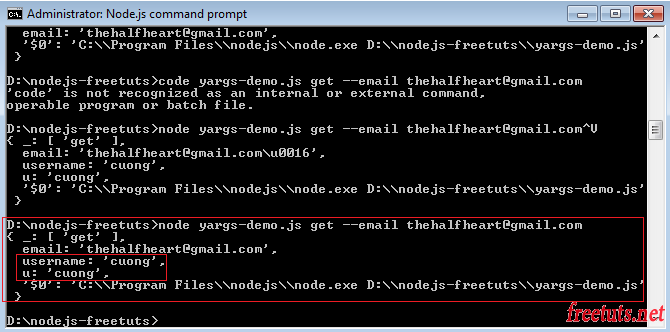 Administrator: Node.js command prompt
email: 'thehalfheart@gmail.com',
'$0': 'C:\\Program Files\\nodejs\\node.exe D:\\nodejs-freetuts\\yargs-demo.js'
}
D:\nodejs-freetuts>code yargs-demo.js get --email thehalfheart@gmail.com
'code' is not recognized as an internal or external command,
operable program or batch file.
D:\nodejs-freetuts>node yargs-demo.js get --email thehalfheart@gmail.com^V
{ _: [ 'get' ],
email: 'thehalfheart@gmail.com\u0016',
username: 'cuong',
u: 'cuong',
'$0': 'C:\\Program Files\\nodejs\\node.exe D:\\nodejs-freetuts\\yargs-demo.js'
}
D:\nodejs-freetuts>node yargs-demo.js get --email thehalfheart@gmail.com
{ _: [ 'get' ],
email: 'thehalfheart@gmail.com',
username: 'cuong',
u: 'cuong',
'$0': 'C:\\Program Files\\nodejs\\node.exe D:\\nodejs-freetuts\\yargs-demo.js'
}
D:\nodejs-freetuts>
freetuts.net